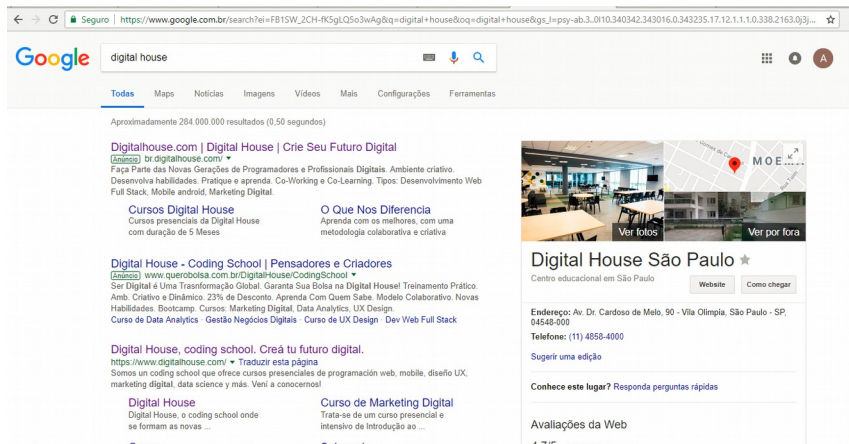 Seguro | https://www.google.com.br/search?ei=FB1SW_2CH-fK5gLQ5o3wAg&q=digital+house&oq=digital+house&gs_l=psy-ab.3..0l10.340342.343016.0.343235.17.12.1.1.1.0.338.2163.0j3j...
Google
digital house
A
Todas Maps Notícias Imagens Vídeos Mais Configurações Ferramentas
Aproximadamente 284.000.000 resultados (0,50 segundos)
Digitalhouse.com | Digital House | Crie Seu Futuro Digital
Anúncio br.digitalhouse.com/
Faça Parte das Novas Gerações de Programadores e Profissionais Digitais. Ambiente criativo.
Desenvolva habilidades. Pratique e aprenda. Co-Working e Co-Learning. Tipos: Desenvolvimento Web
Full Stack, Mobile android, Marketing Digital.
Cursos Digital House
Cursos presenciais da Digital House
com duração de 5 Meses
O Que Nos Diferencia
Aprenda com os melhores, com uma
metodologia colaborativa e criativa
Digital House - Coding School | Pensadores e Criadores
Anúncio www.querobolsa.com.br/DigitalHouse/CodingSchool
Ser Digital é Uma Trasnformação Global. Garanta Sua Bolsa na Digital House! Treinamento Prático.
Amb. Criativo e Dinâmico. 23% de Desconto. Aprenda Com Quem Sabe. Modelo Colaborativo. Novas
Habilidades. Bootcamp. Cursos: Marketing Digital, Data Analytics, UX Design.
Curso de Data Analytics · Gestão Negócios Digitais · Curso de UX Design · Dev Web Full Stack
Digital House, coding school. Creá tu futuro digital.
https://www.digitalhouse.com/ Traduzir esta página
Somos un coding school que ofrece cursos presenciales de programación web, mobile, diseño UX,
marketing digital, data science y más. Vení a conocernos!
Digital House
Digital House, o coding school onde
se formam as novas ...
Curso de Marketing Digital
Trata-se de um curso presencial e
intensivo de Introdução ao ...
MOEMA
Ver fotos
Ver por fora
Digital House São Paulo
Centro educacional em São Paulo
Website
Como chegar
Endereço: Av. Dr. Cardoso de Melo, 90 - Vila Olimpia, São Paulo - SP,
04548-000
Telefone: (11) 4858-4000
Sugerir uma edição
Conhece este lugar? Responda perguntas rápidas
Avaliações da Web